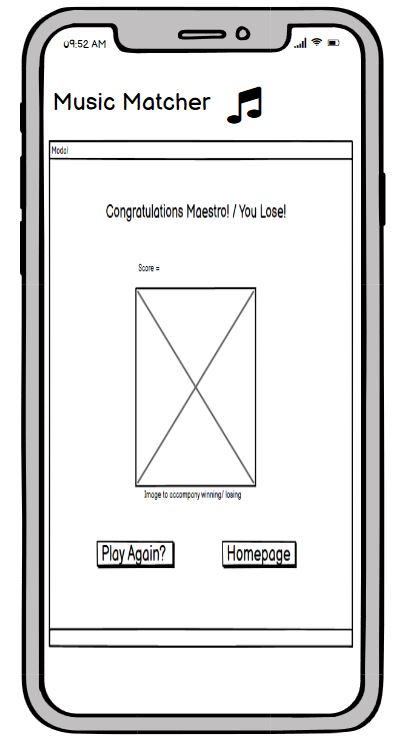 09:52 AM
Music Matcher
Modal
Congratulations Maestro! / You Lose!
Score =
Image to accompany winning/ losing
Play Again?
Homepage